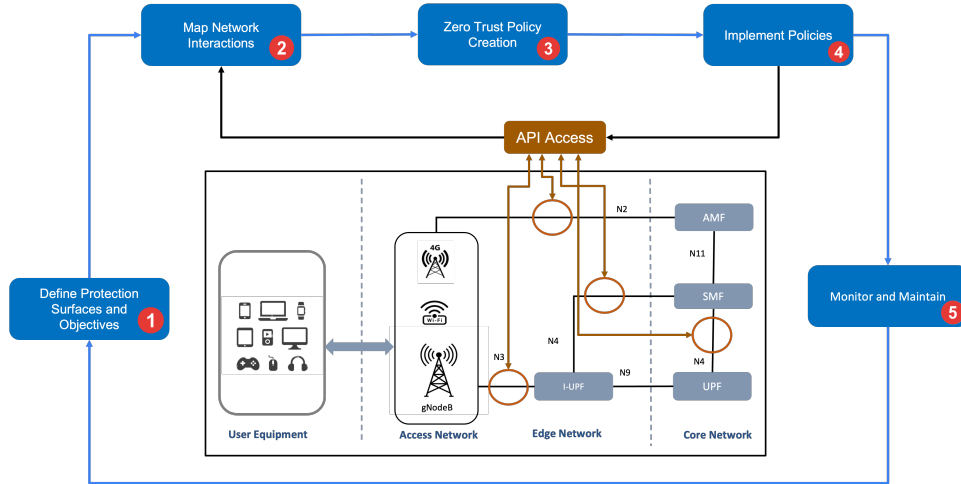 Map Network
Interactions
2
Zero Trust Policy
Creation
3
Implement Policies
4
API Access
N2
AMF
4G
N11
Define Protection
Surfaces and
Objectives
1
SMF
Monitor and Maintain
5
Wi-Fi
N4
N3
N9
N4
I-UPF
UPF
gNodeB
User Equipment
Access Network
Edge Network
Core Network